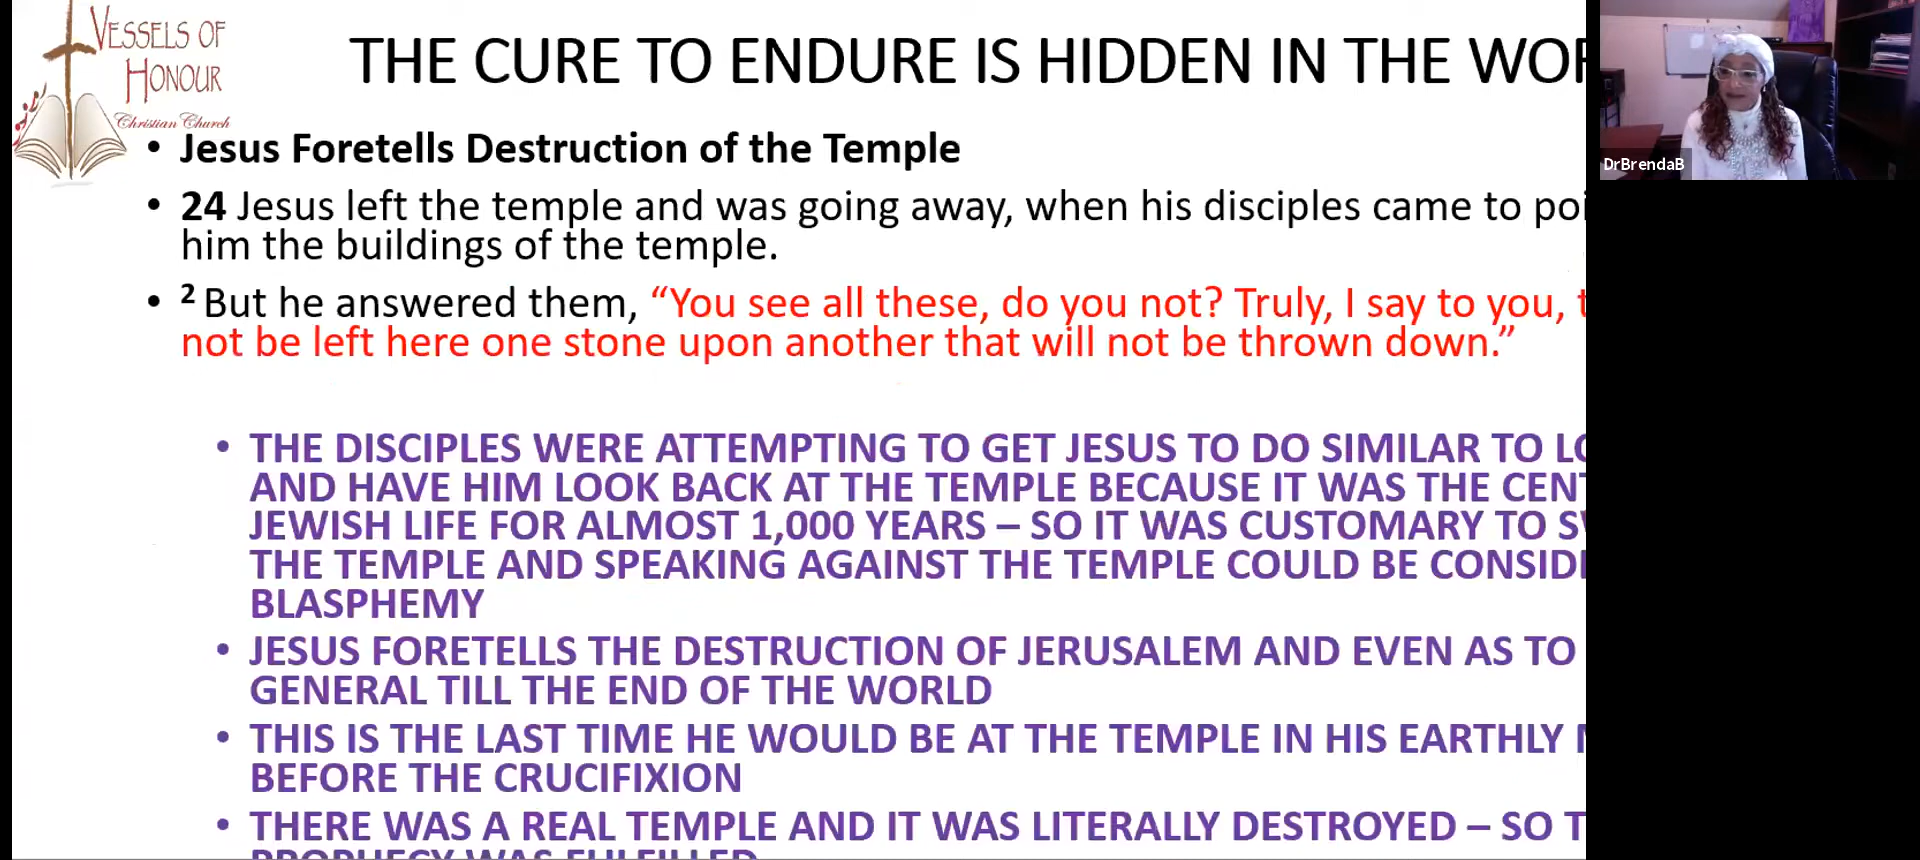 VESSELS OF
HONOUR
Christian Church
THE CURE TO ENDURE IS HIDDEN IN THE
• Jesus Foretells Destruction of the Temple
• 24 Jesus left the temple and was going away, when his disciples came to
him the buildings of the temple.
• 2 But he answered them, “You see all these, do you not? Truly, I say to you,
not be left here one stone upon another that will not be thrown down.”
• THE DISCIPLES WERE ATTEMPTING TO GET JESUS TO DO SIMILAR TO
AND HAVE HIM LOOK BACK AT THE TEMPLE BECAUSE IT WAS THE
JEWISH LIFE FOR ALMOST 1,000 YEARS – SO IT WAS CUSTOMARY TO
THE TEMPLE AND SPEAKING AGAINST THE TEMPLE COULD BE
BLASPHEMY
• JESUS FORETELLS THE DESTRUCTION OF JERUSALEM AND EVEN AS TO
GENERAL TILL THE END OF THE WORLD
• THIS IS THE LAST TIME HE WOULD BE AT THE TEMPLE IN HIS EARTHLY
BEFORE THE CRUCIFIXION
• THERE WAS A REAL TEMPLE AND IT WAS LITERALLY DESTROYED – SO
PROPHECY WAS FULFILLED
DrBrendaB